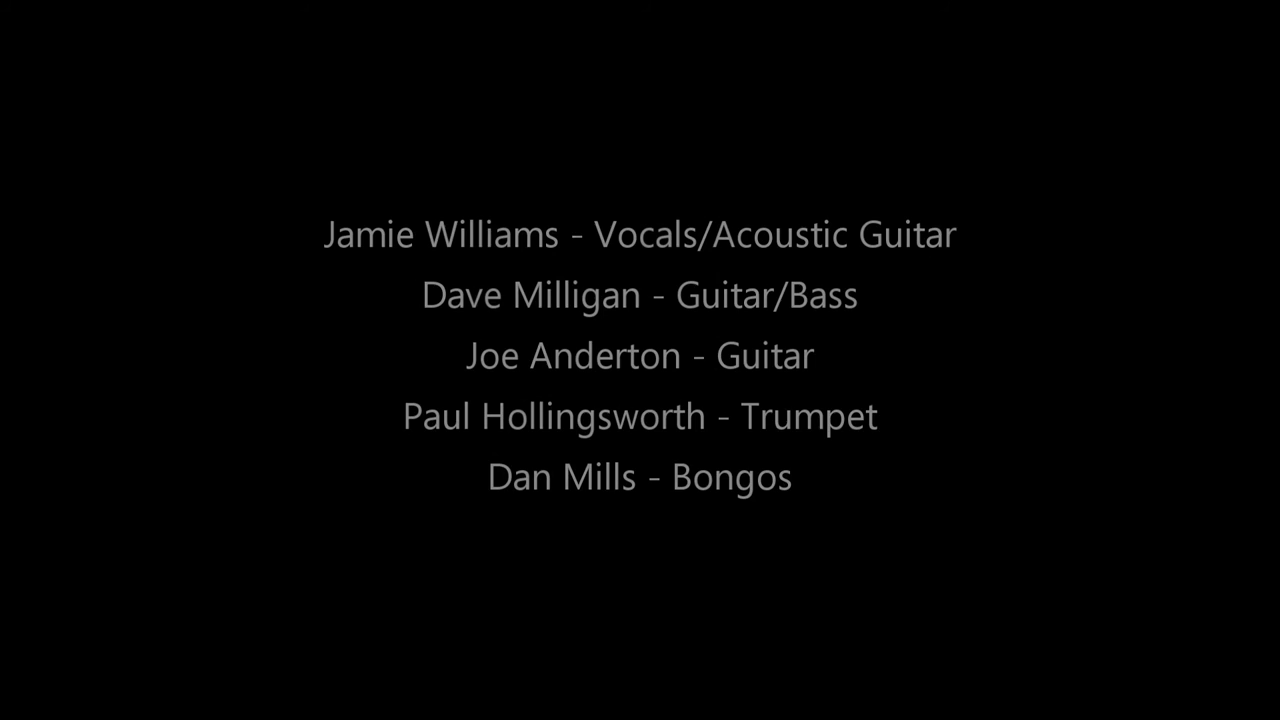 Jamie Williams - Vocals/Acoustic Guitar
Dave Milligan - Guitar/Bass
Joe Anderton - Guitar
Paul Hollingsworth - Trumpet
Dan Mills - Bongos